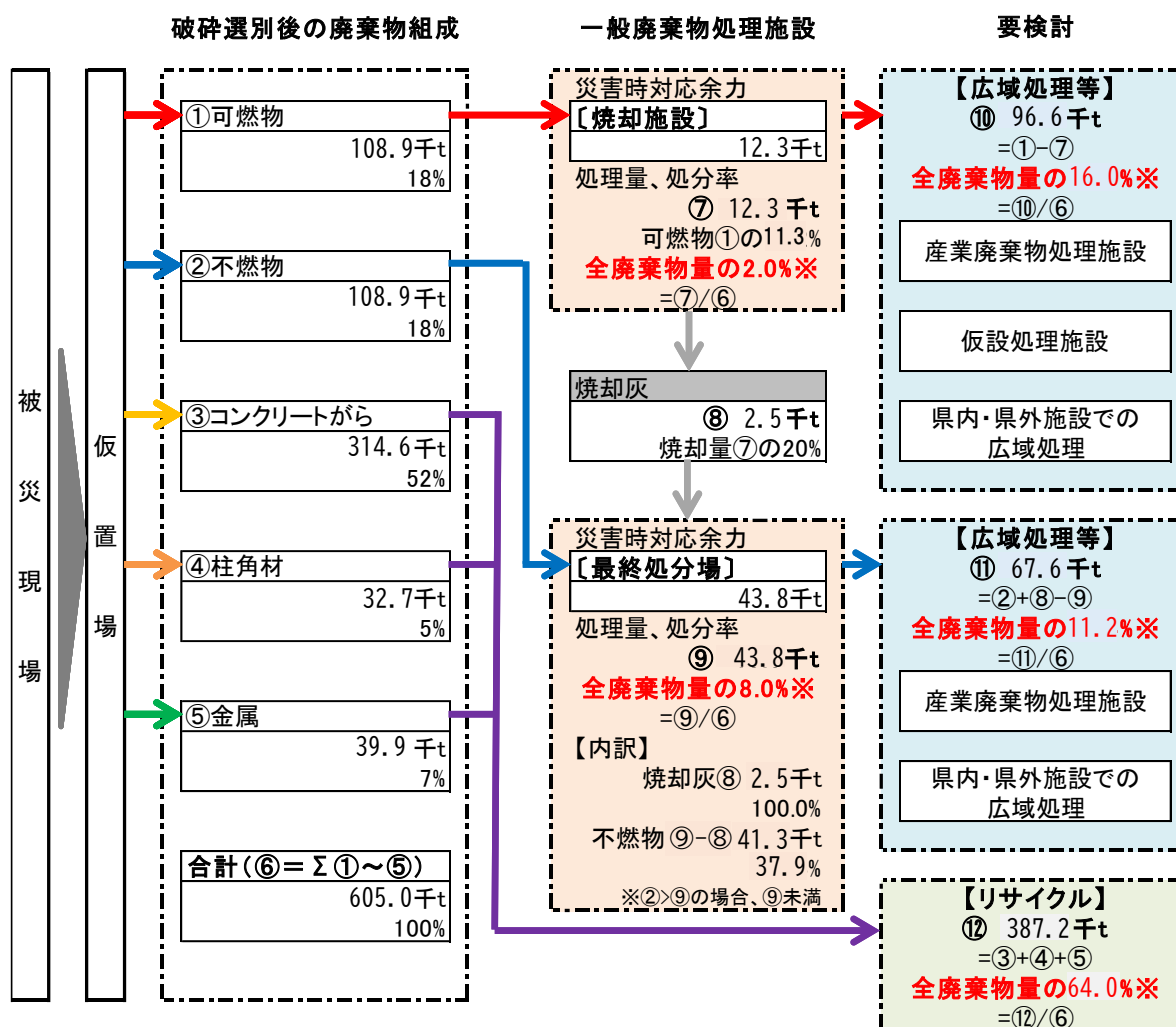 破砕選別後の廃棄物組成
一般廃棄物処理施設
要検討
被災現場
仮置場
①可燃物
108.9千t
18%
②不燃物
108.9千t
18%
③コンクリートがら
314.6千t
52%
④柱角材
32.7千t
5%
⑤金属
39.9千t
7%
合計(⑥=Σ①～⑤)
605.0千t
100%
災害時対応余力
〔焼却施設〕
12.3千t
処理量、処分率
⑦ 12.3千t
可燃物①の11.3%
全廃棄物量の2.0%※
=⑦/⑥
焼却灰
⑧ 2.5千t
焼却量⑦の20%
災害時対応余力
〔最終処分場〕
43.8千t
処理量、処分率
⑨ 43.8千t
全廃棄物量の8.0%※
=⑨/⑥
【内訳】
焼却灰⑧ 2.5千t
100.0%
不燃物⑨-⑧ 41.3千t
37.9%
※②>⑨の場合、⑨未満
【広域処理等】
⑩ 96.6千t
=①-⑦
全廃棄物量の16.0%※
=⑩/⑥
産業廃棄物処理施設
仮設処理施設
県内・県外施設での
広域処理
【広域処理等】
⑪ 67.6千t
=②+⑧-⑨
全廃棄物量の11.2%※
=⑪/⑥
産業廃棄物処理施設
県内・県外施設での
広域処理
【リサイクル】
⑫ 387.2千t
=③+④+⑤
全廃棄物量の64.0%※
=⑫/⑥